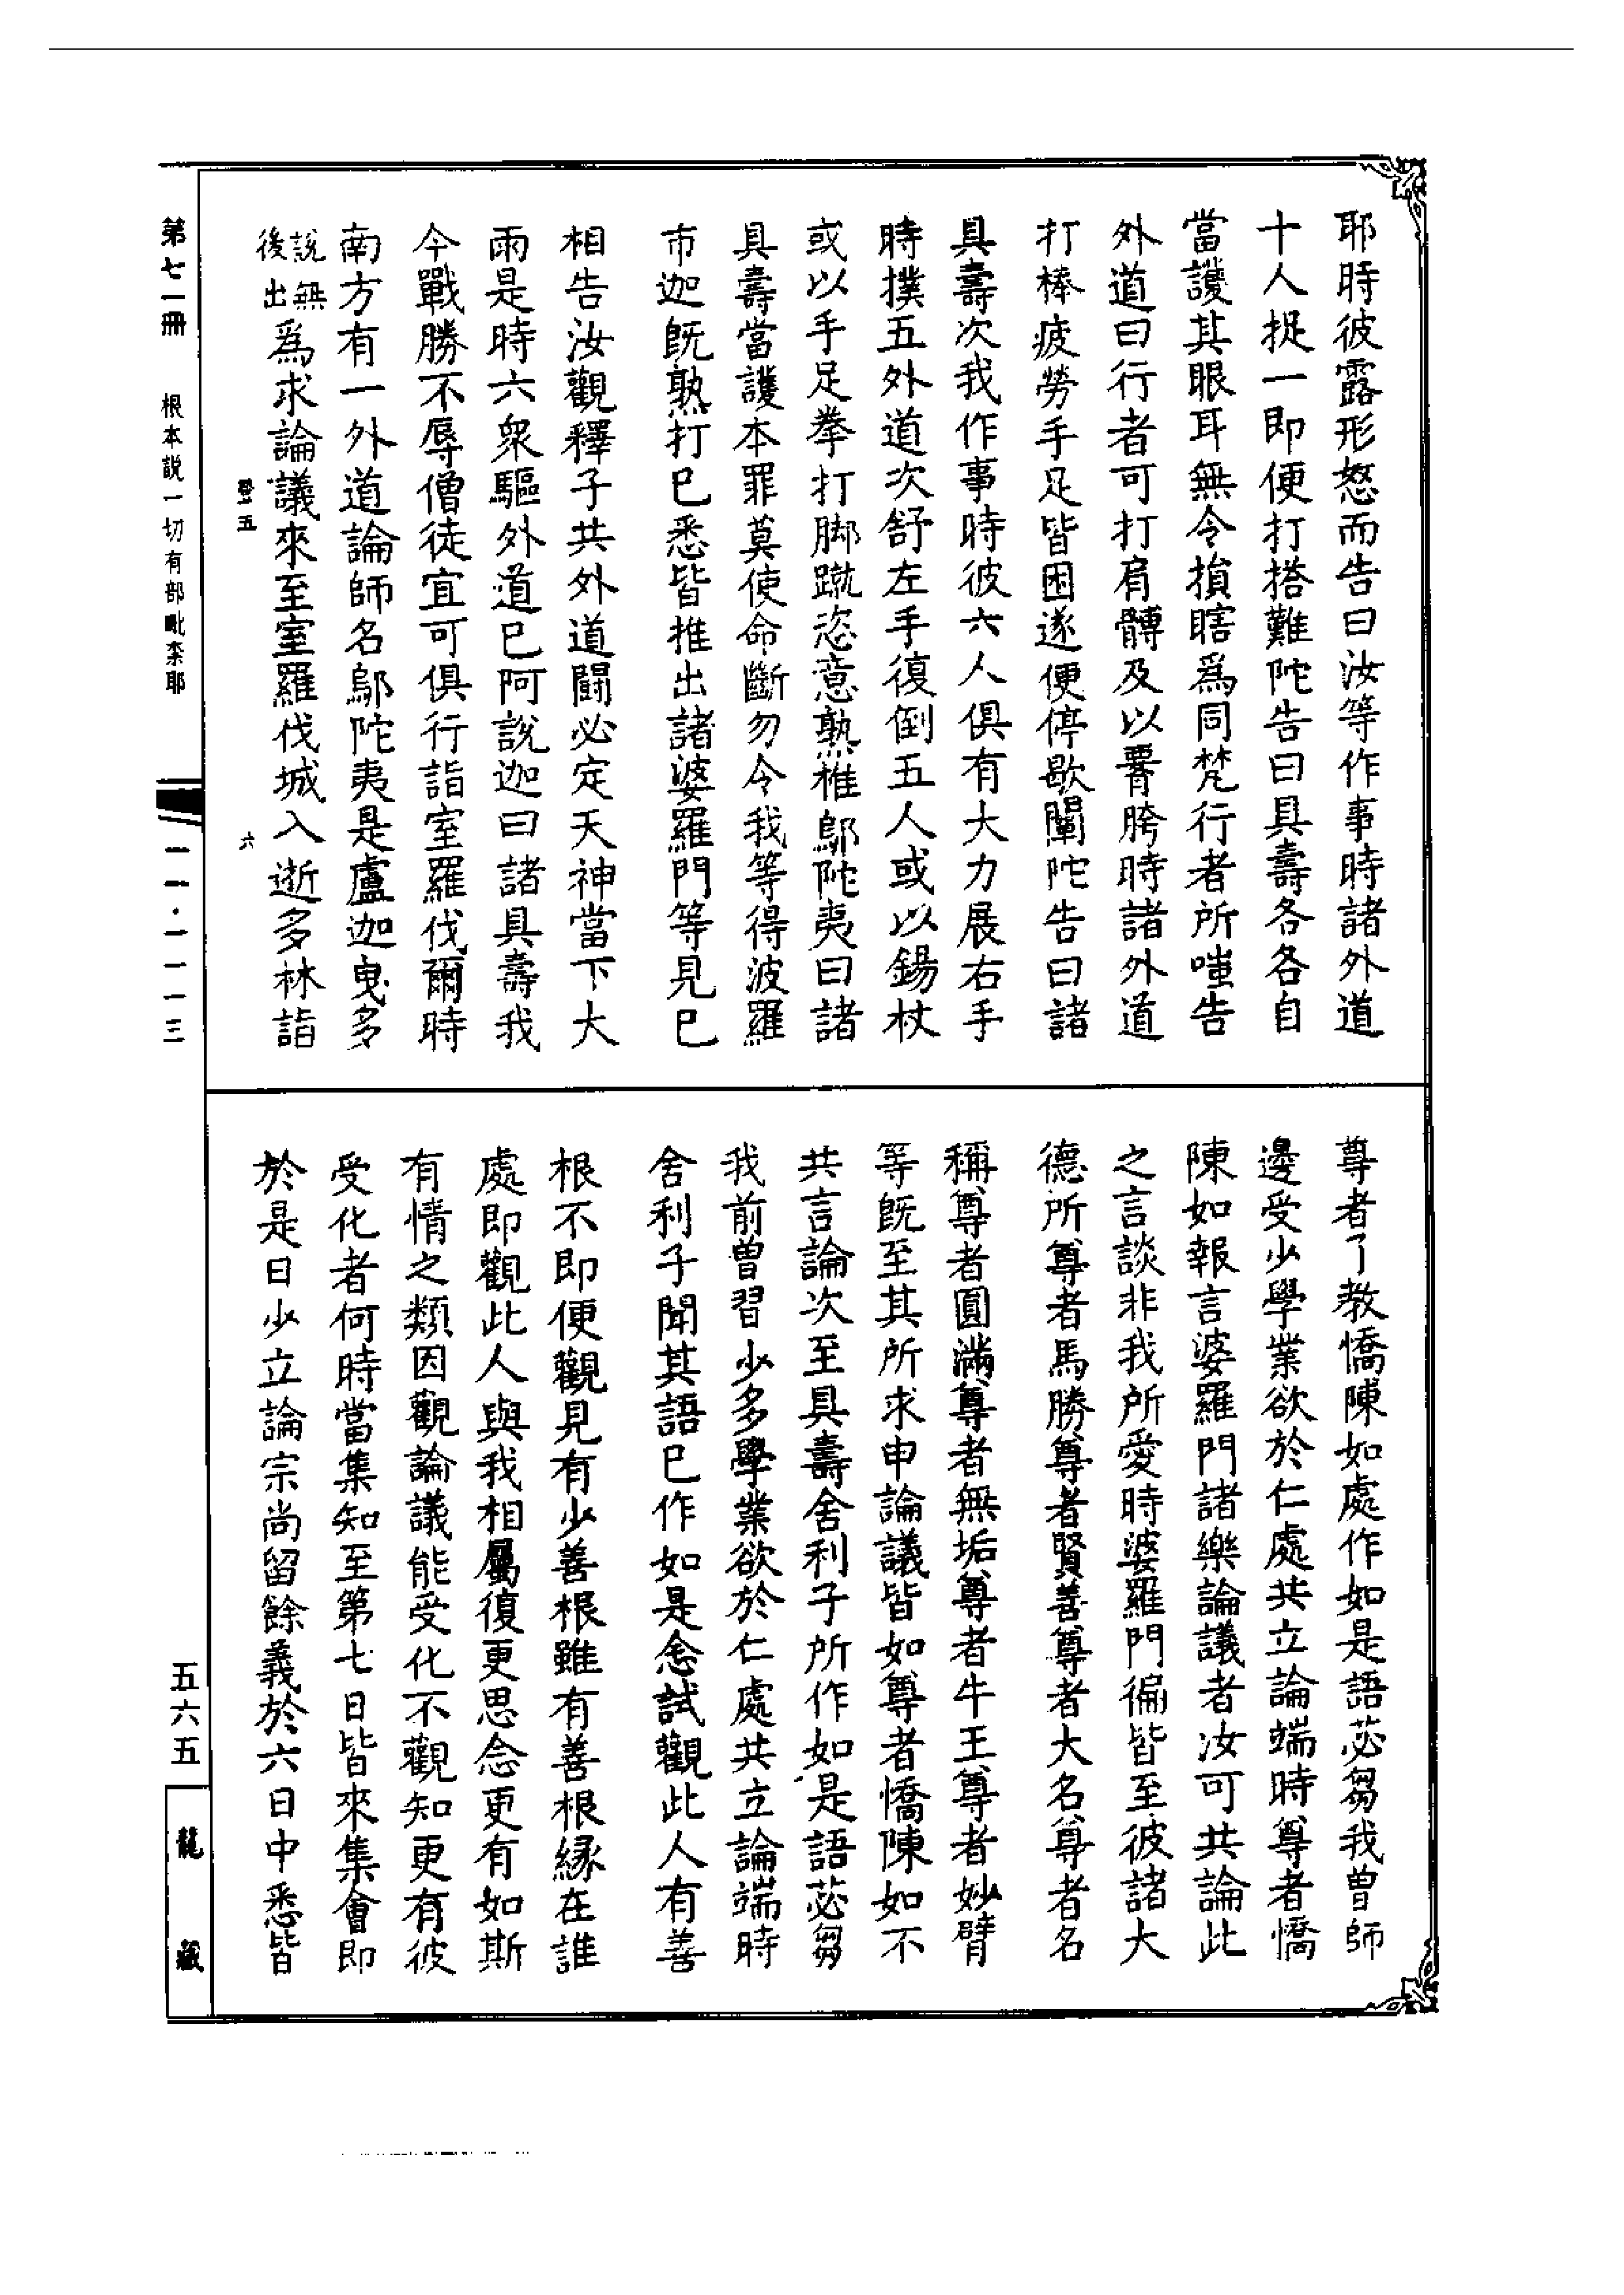 耶時彼露形怒而告曰汝等作事時諸外道
十人捉一即便打搭難陀告曰具壽各各自
當護其眼耳無令損瞎爲同梵行者所嗤告
外道曰行者可打肩髆及以䏶胯時諸外道
打棒疲勞手足皆困遂便停歇闡陀告曰諸
具壽次我作事時彼六人俱有大力展右手
時撲五外道次舒左手復倒五人或以錫杖
或以手足拳打脚蹴恣意熟椎鄔陀夷曰諸
具壽當護本罪莫使命斷勿令我等得波羅
市迦旣熟打已悉皆推出諸婆羅門等見已
相告汝觀釋子共外道鬪必定天神當下大
雨是時六衆驅外道已阿說迦曰諸具壽我
今戰勝不辱僧徒宜可俱行詣室羅伐爾時
南方有一外道論師名鄔陀夷是盧迦曳多
說無
後出
爲求論議來至室羅伐城入逝多林詣
尊者了教憍陳如處作如是語苾芻我曾師
邊受少學業欲於仁處共立論端時尊者憍
陳如報言婆羅門諸樂論議者汝可共論此
之言談非我所愛時婆羅門徧皆至彼諸大
德所尊者馬勝尊者賢善尊者大名尊者名
稱尊者圓滿尊者無垢尊者牛王尊者妙臂
等旣至其所求申論議皆如尊者憍陳如不
共言論次至具壽舍利子所作如是語苾芻
我前曾習少多學業欲於仁處共立論端時
舍利子聞其語已作如是念試觀此人有善
根不即便觀見有少善根雖有善根縁在誰
處即觀此人與我相屬復更思念更有如斯
有情之類因觀論議能受化不觀知更有彼
受化者何時當集知至第七日皆來集會即
於是日少立論宗尚留餘義於六日中悉皆
第七一冊 根本説一切有部毗柰耶
一一·一一一三
五六五
龍藏
五
六